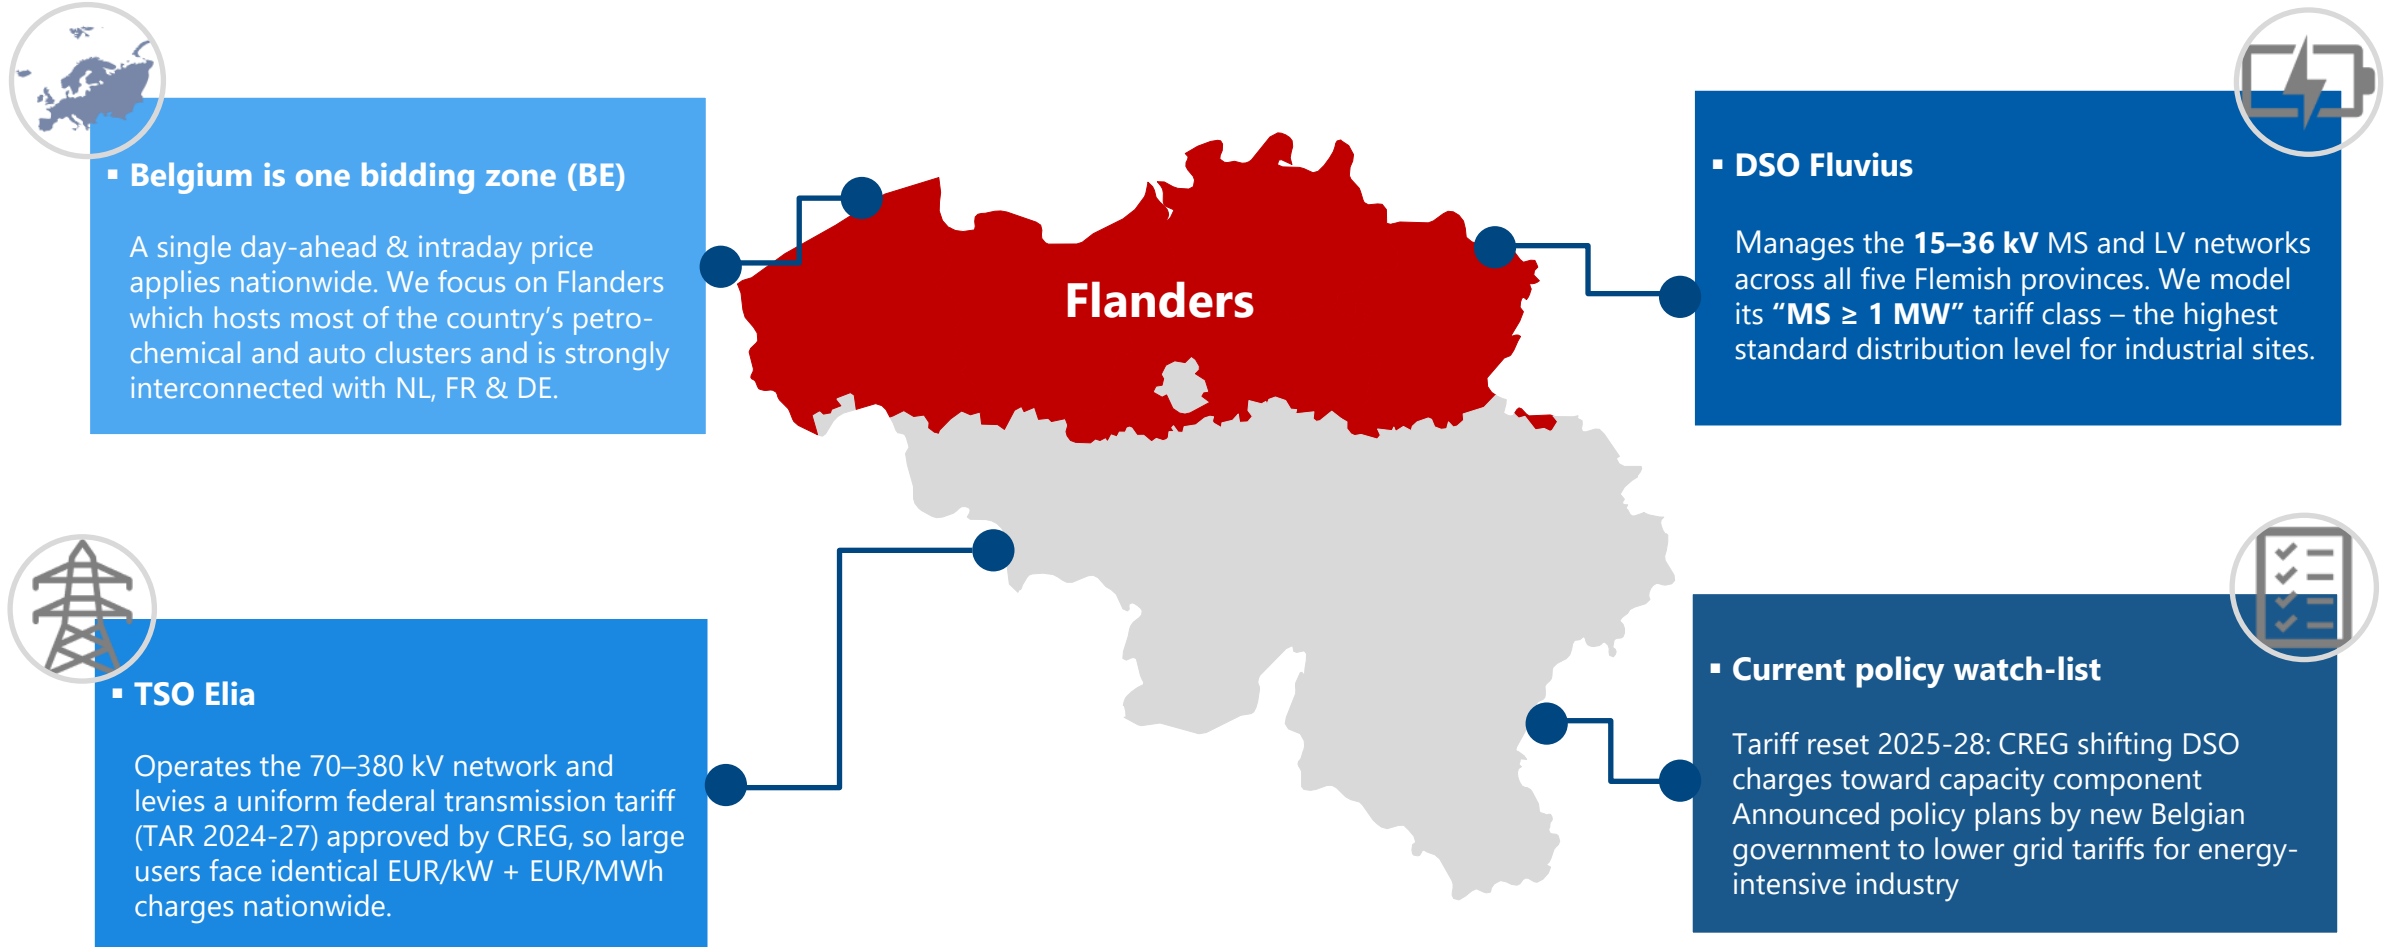 ▪ Belgium is one bidding zone (BE)
A single day-ahead & intraday price
applies nationwide. We focus on Flanders
which hosts most of the country’s petro-
chemical and auto clusters and is strongly
interconnected with NL, FR & DE.
Flanders
▪ DSO Fluvius
Manages the 15–36 kV MS and LV networks
across all five Flemish provinces. We model
its “MS ≥ 1 MW” tariff class – the highest
standard distribution level for industrial sites.
▪ TSO Elia
Operates the 70–380 kV network and
levies a uniform federal transmission tariff
(TAR 2024-27) approved by CREG, so large
users face identical EUR/kW + EUR/MWh
charges nationwide.
▪ Current policy watch-list
Tariff reset 2025-28: CREG shifting DSO
charges toward capacity component
Announced policy plans by new Belgian
government to lower grid tariffs for energy-
intensive industry